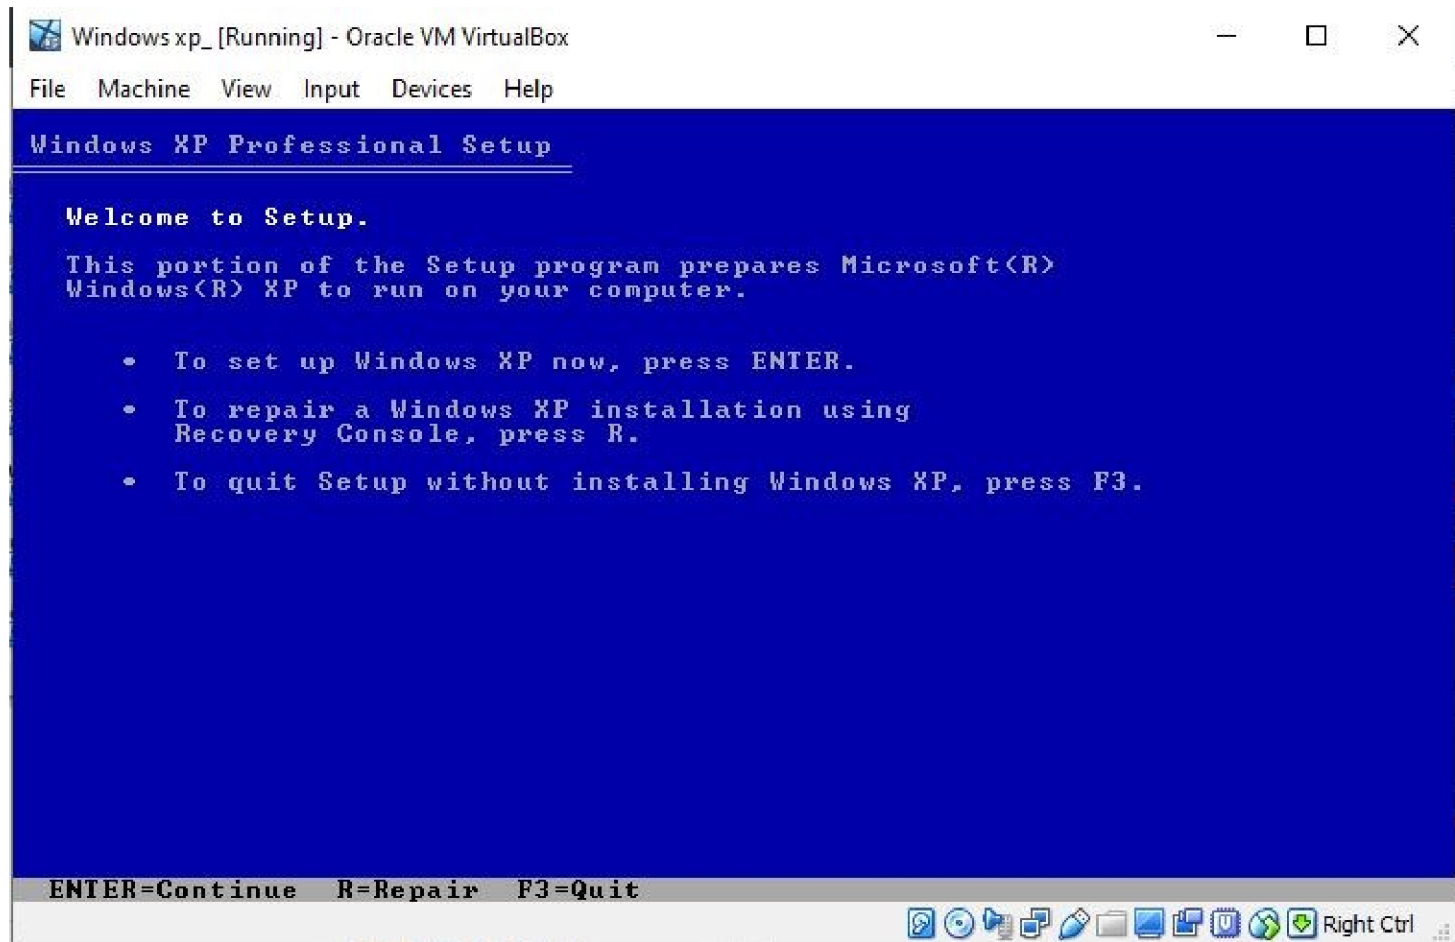 Windows xp_ [Running] - Oracle VM VirtualBox
File Machine View Input Devices Help
Windows XP Professional Setup
Welcome to Setup.
This portion of the Setup program prepares Microsoft(R)
Windows(R) XP to run on your computer.
• To set up Windows XP now, press ENTER.
• To repair a Windows XP installation using
Recovery Console, press R.
• To quit Setup without installing Windows XP, press F3.
ENTER=Continue R=Repair F3=Quit
Right Ctrl